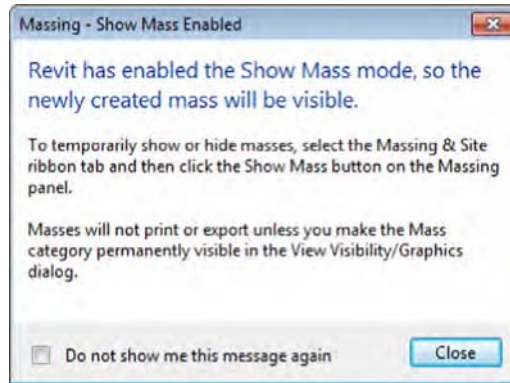 Massing - Show Mass Enabled
Revit has enabled the Show Mass mode, so the
newly created mass will be visible.
To temporarily show or hide masses, select the Massing & Site
ribbon tab and then click the Show Mass button on the Massing
panel.
Masses will not print or export unless you make the Mass
category permanently visible in the View Visibility/Graphics
dialog.
Do not show me this message again
Close